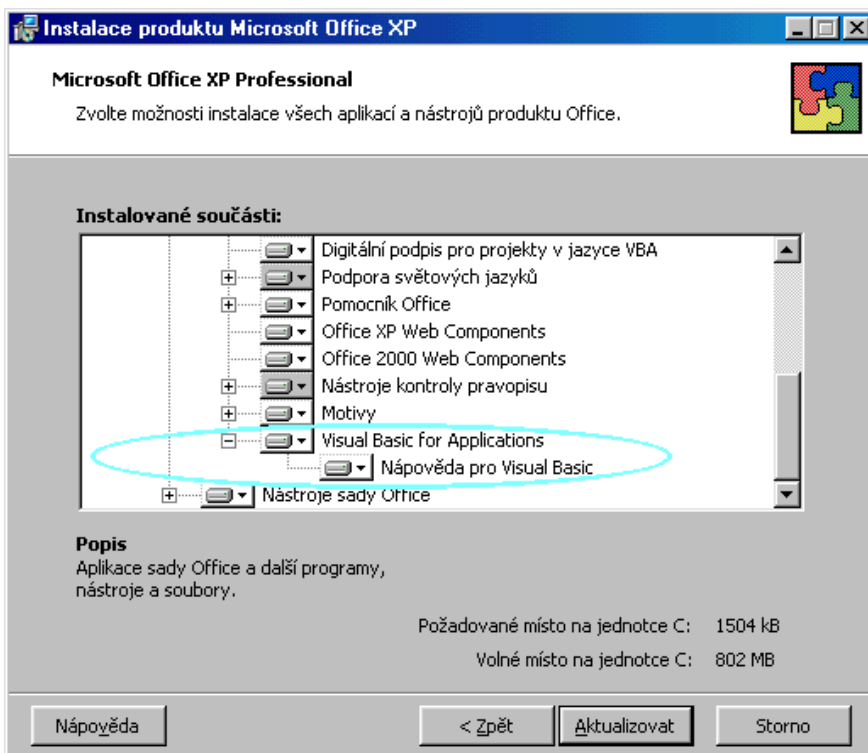 Instalace produktu Microsoft Office XP
Microsoft Office XP Professional
Zvolte možnosti instalace všech aplikací a nástrojů produktu Office.
Instalované součásti:
Digitální podpis pro projekty v jazyce VBA
Podpora světových jazyků
Pomocník Office
Office XP Web Components
Office 2000 Web Components
Nástroje kontroly pravopisu
Motivy
Visual Basic for Applications
Nápověda pro Visual Basic
Nástroje sady Office
Popis
Aplikace sady Office a další programy,
nástroje a soubory.
Požadované místo na jednotce C: 1504 kB
Volné místo na jednotce C: 802 MB
Nápověda < Zpět Aktualizovat Storno